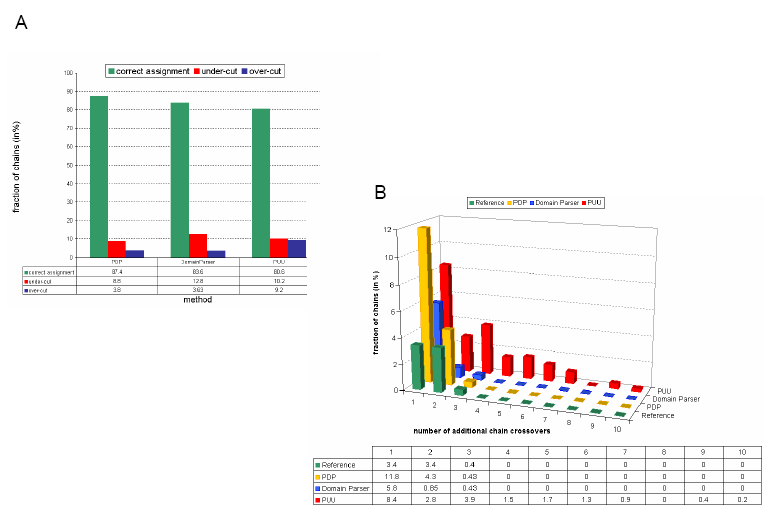 A
correct assignment under-cut over-cut
100
90
80
70
60
50
40
30
20
10
0
fraction of chains (in%)
PDP DomainParser PUU
correct assignment 87.4 83.6 80.6
under-cut 8.8 12.8 10.2
over-cut 3.8 3.63 9.2
method
B
Reference PDP Domain Parser PUU
12
10
8
6
4
2
0
fraction of chains (in %)
1 2 3 4 5 6 7 8 9 10
PUU
Domain Parser
PDP
Reference
number of additional chain crossovers
1 2 3 4 5 6 7 8 9 10
Reference 3.4 3.4 0.4 0 0 0 0 0 0 0
PDP 11.8 4.3 0.43 0 0 0 0 0 0 0
Domain Parser 5.8 0.85 0.43 0 0 0 0 0 0 0
PUU 8.4 2.8 3.9 1.5 1.7 1.3 0.9 0 0.4 0.2